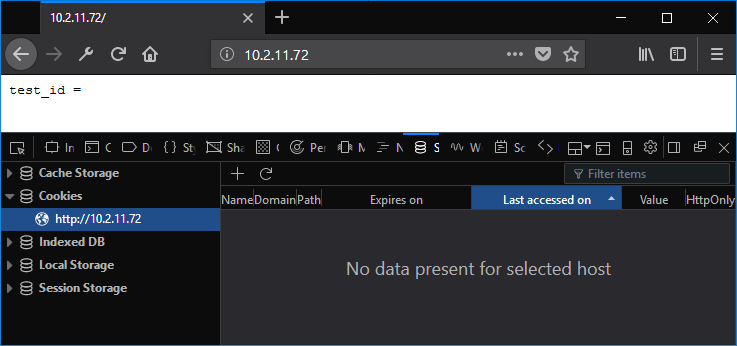 10.2.11.72/
10.2.11.72
test_id =
In C D { } Sty Sha C Pe M N S W Sc
Cache Storage
Filter items
Cookies
Name Domain Path Expires on Last accessed on Value HttpOnly
http://10.2.11.72
Indexed DB
Local Storage
Session Storage
No data present for selected host